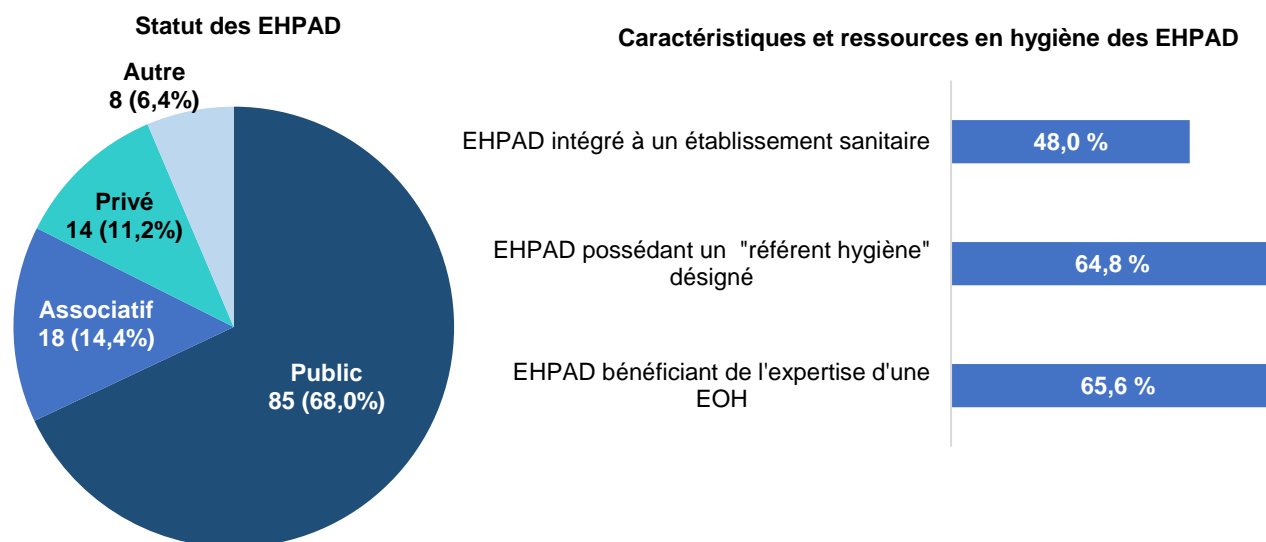 Statut des EHPAD
Autre
8 (6,4%)
Privé
14 (11,2%)
Associatif
18 (14,4%)
Public
85 (68,0%)
Caractéristiques et ressources en hygiène des EHPAD
EHPAD intégré à un établissement sanitaire
48,0 %
EHPAD possédant un "référent hygiène"
désigné
64,8 %
EHPAD bénéficiant de l'expertise d'une
EOH
65,6 %